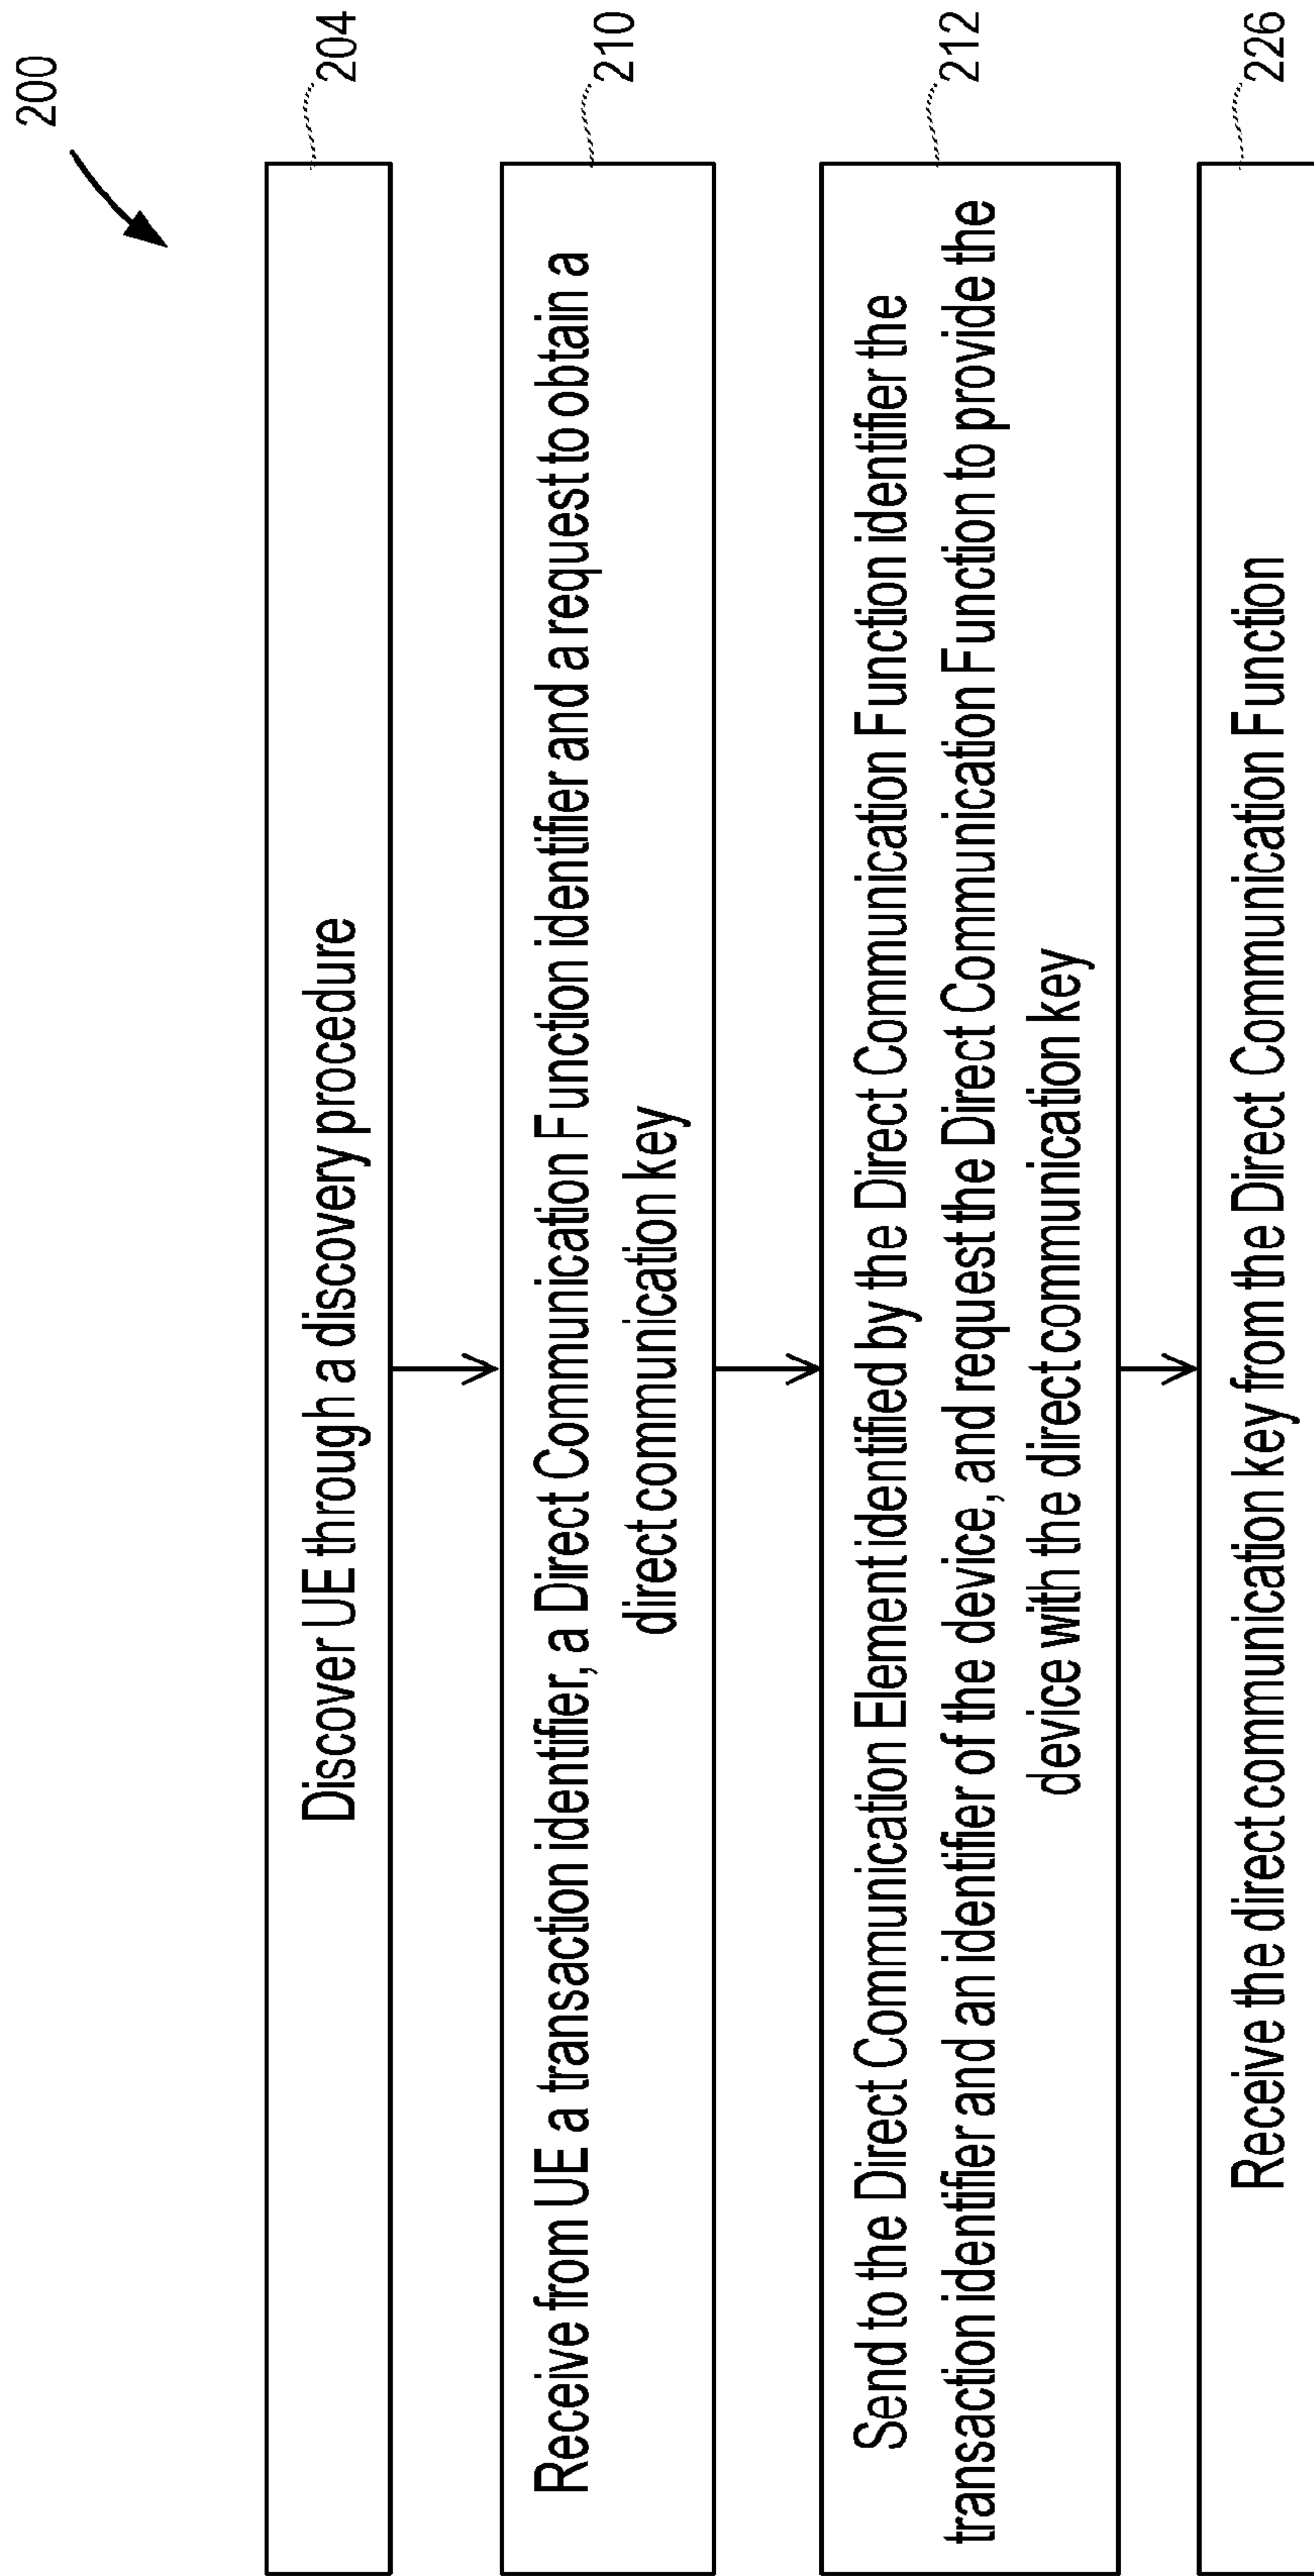 200
Discover UE through a discovery procedure
204
Receive from UE a transaction identifier, a Direct Communication Function identifier and a request to obtain a
direct communication key
210
Send to the Direct Communication Element identified by the Direct Communication Function identifier the
transaction identifier and an identifier of the device, and request the Direct Communication Function to provide the
device with the direct communication key
212
Receive the direct communication key from the Direct Communication Function
226